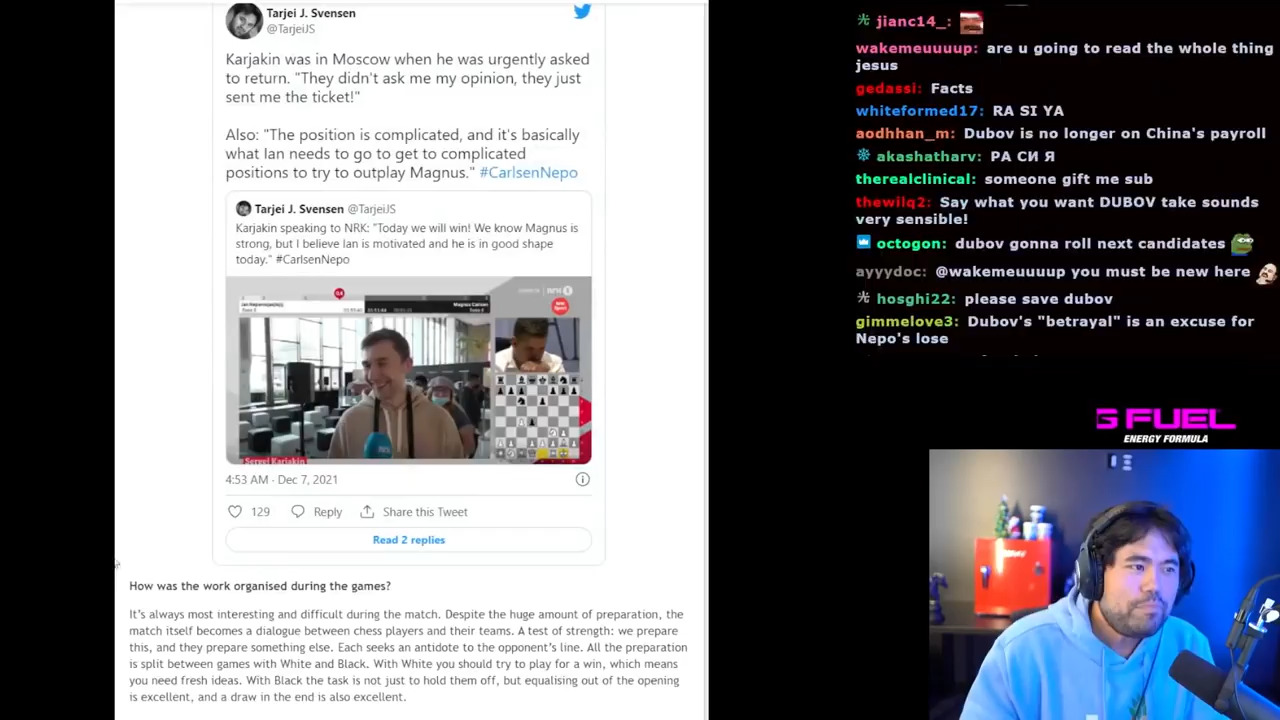 Tarjei J. Svensen
@TarjeiJS
Karjakin was in Moscow when he was urgently asked
to return. "They didn't ask me my opinion, they just
sent me the ticket!"
Also: "The position is complicated, and it's basically
what Ian needs to go to get to complicated
positions to try to outplay Magnus." #CarlsenNepo
Tarjei J. Svensen @TarjeiJS
Karjakin speaking to NRK: "Today we will win! We know Magnus is
strong, but I believe Ian is motivated and he is in good shape
today." #CarlsenNepo
Magnus Carlsen
Sergei Karjakin
4:53 AM · Dec 7, 2021
129 Reply Share this Tweet
Read 2 replies
How was the work organised during the games?
It's always most interesting and difficult during the match. Despite the huge amount of preparation, the
match itself becomes a dialogue between chess players and their teams. A test of strength: we prepare
this, and they prepare something else. Each seeks an antidote to the opponent's line. All the preparation
is split between games with White and Black. With White you should try to play for a win, which means
you need fresh ideas. With Black the task is not just to hold them off, but equalising out of the opening
is excellent, and a draw in the end is also excellent.
jianc14_:
wakemeuuuup: are u going to read the whole thing
jesus
gedassi: Facts
whiteformed17: RA SI YA
aodhhan_m: Dubov is no longer on China's payroll
akashatharv: РА СИ Я
therealclinical: someone gift me sub
thewilq2: Say what you want DUBOV take sounds
very sensible!
octogon: dubov gonna roll next candidates
ayyydoc: @wakemeuuuup you must be new here
hosghi22: please save dubov
gimmelove3: Dubov's "betrayal" is an excuse for
Nepo's lose
G FUEL
ENERGY FORMULA